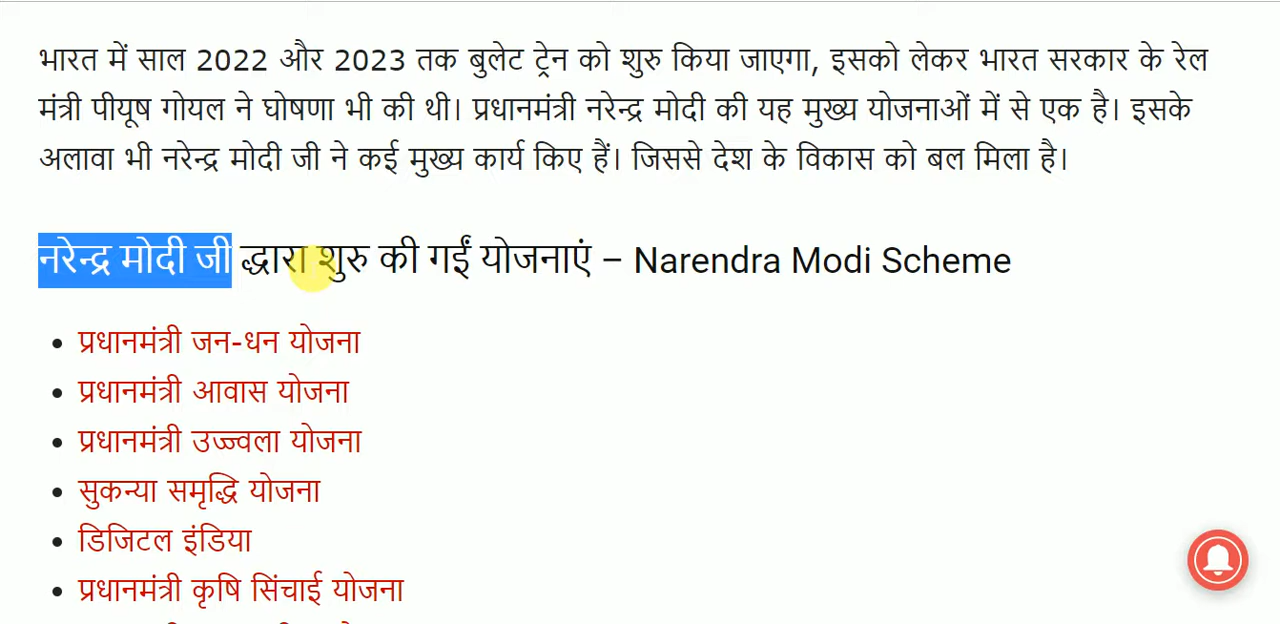 भारत में साल 2022 और 2023 तक बुलेट ट्रेन को शुरु किया जाएगा, इसको लेकर भारत सरकार के रेल
मंत्री पीयूष गोयल ने घोषणा भी की थी। प्रधानमंत्री नरेन्द्र मोदी की यह मुख्य योजनाओं में से एक है। इसके
अलावा भी नरेन्द्र मोदी जी ने कई मुख्य कार्य किए हैं। जिससे देश के विकास को बल मिला है।
नरेन्द्र मोदी जी द्धारा शुरु की गईं योजनाएं – Narendra Modi Scheme
• प्रधानमंत्री जन-धन योजना
• प्रधानमंत्री आवास योजना
• प्रधानमंत्री उज्ज्वला योजना
• सुकन्या समृद्धि योजना
• डिजिटल इंडिया
• प्रधानमंत्री कृषि सिंचाई योजना